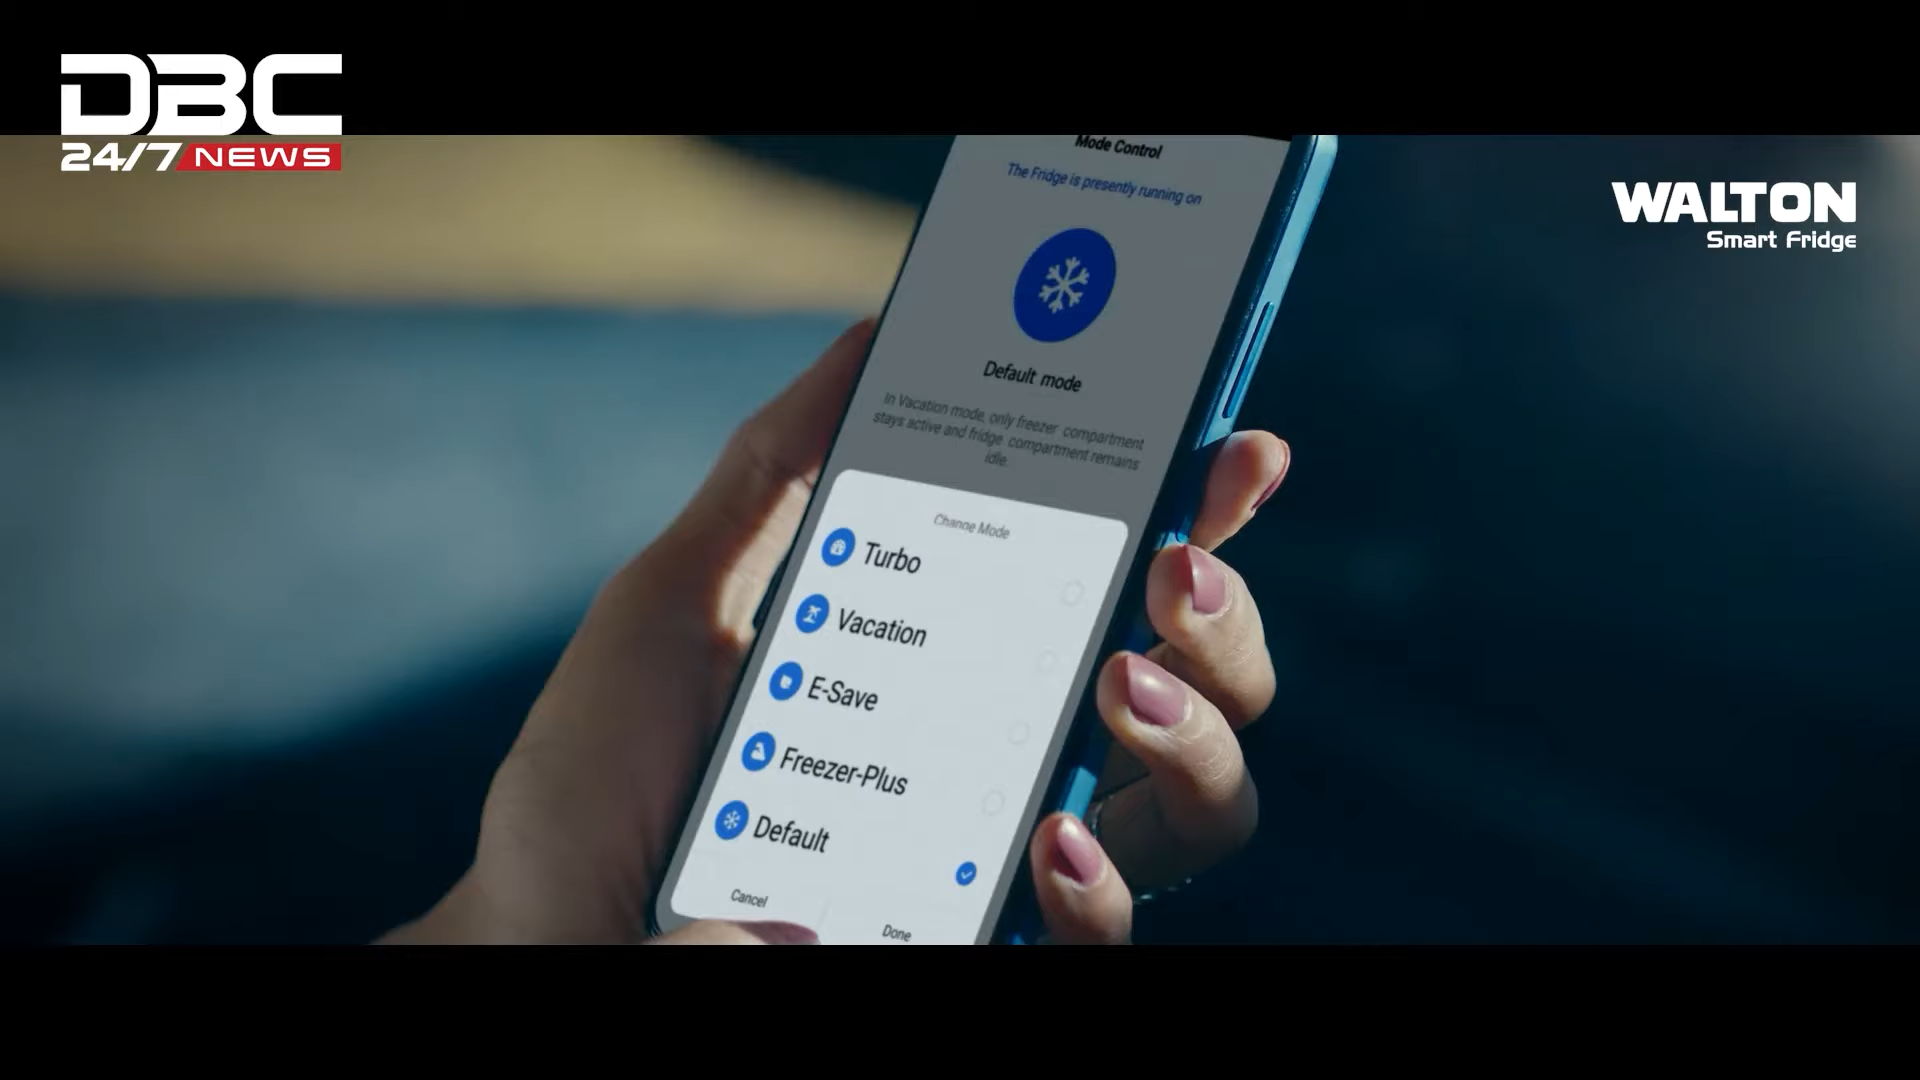 DBC
24/7 NEWS
WALTON
Smart Fridge
Mode Control
The Fridge is presently running on
Default mode
In Vacation mode, only freezer compartment
stays active and fridge compartment remains
idle.
Change Mode
Turbo
Vacation
E-Save
Freezer-Plus
Default
Cancel
Done